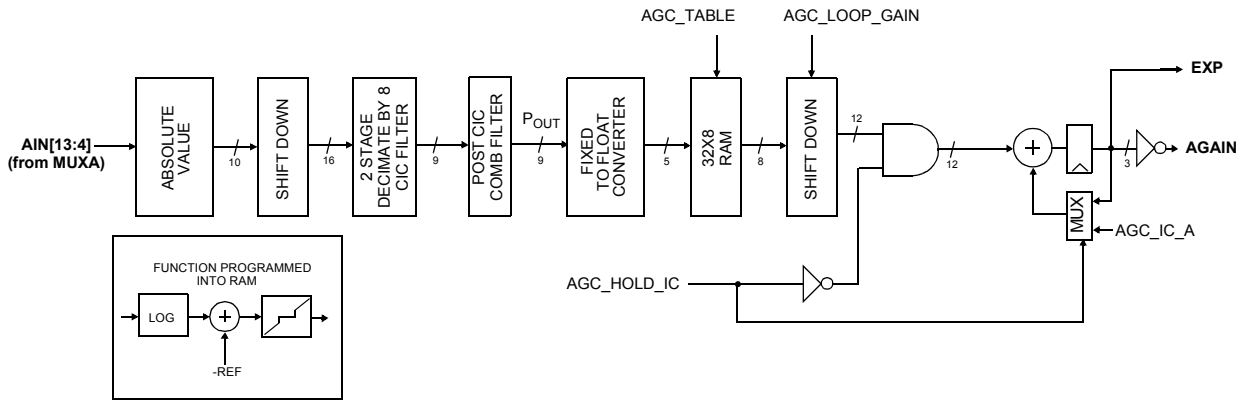 AGC_TABLE
AGC_LOOP_GAIN
EXP
AIN[13:4]
(from MUXA)
ABSOLUTE
VALUE
10
SHIFT DOWN
16
2 STAGE
DECIMATE BY 8
CIC FILTER
9
POST CIC
COMB FILTER
POUT
9
FIXED
TO FLOAT
CONVERTER
5
32X8
RAM
8
SHIFT DOWN
12
12
+
3
AGAIN
MUX
AGC_IC_A
AGC_HOLD_IC
FUNCTION PROGRAMMED
INTO RAM
LOG
+
-REF